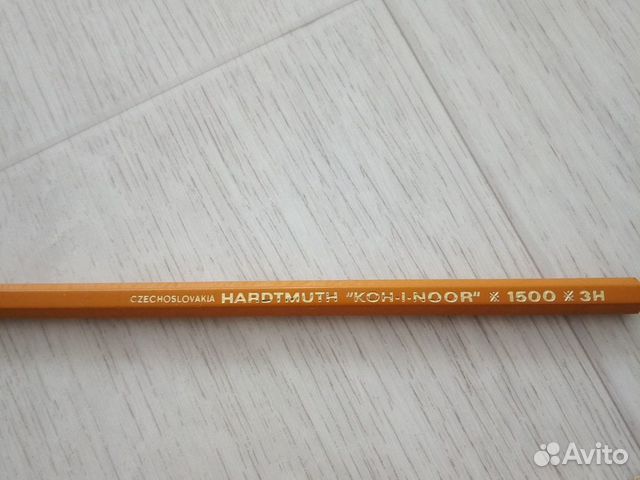 CZECHOSLOVAKIA HARDTMUTH "KOH-I-NOOR" ※ 1500 ※ 3H
Avito